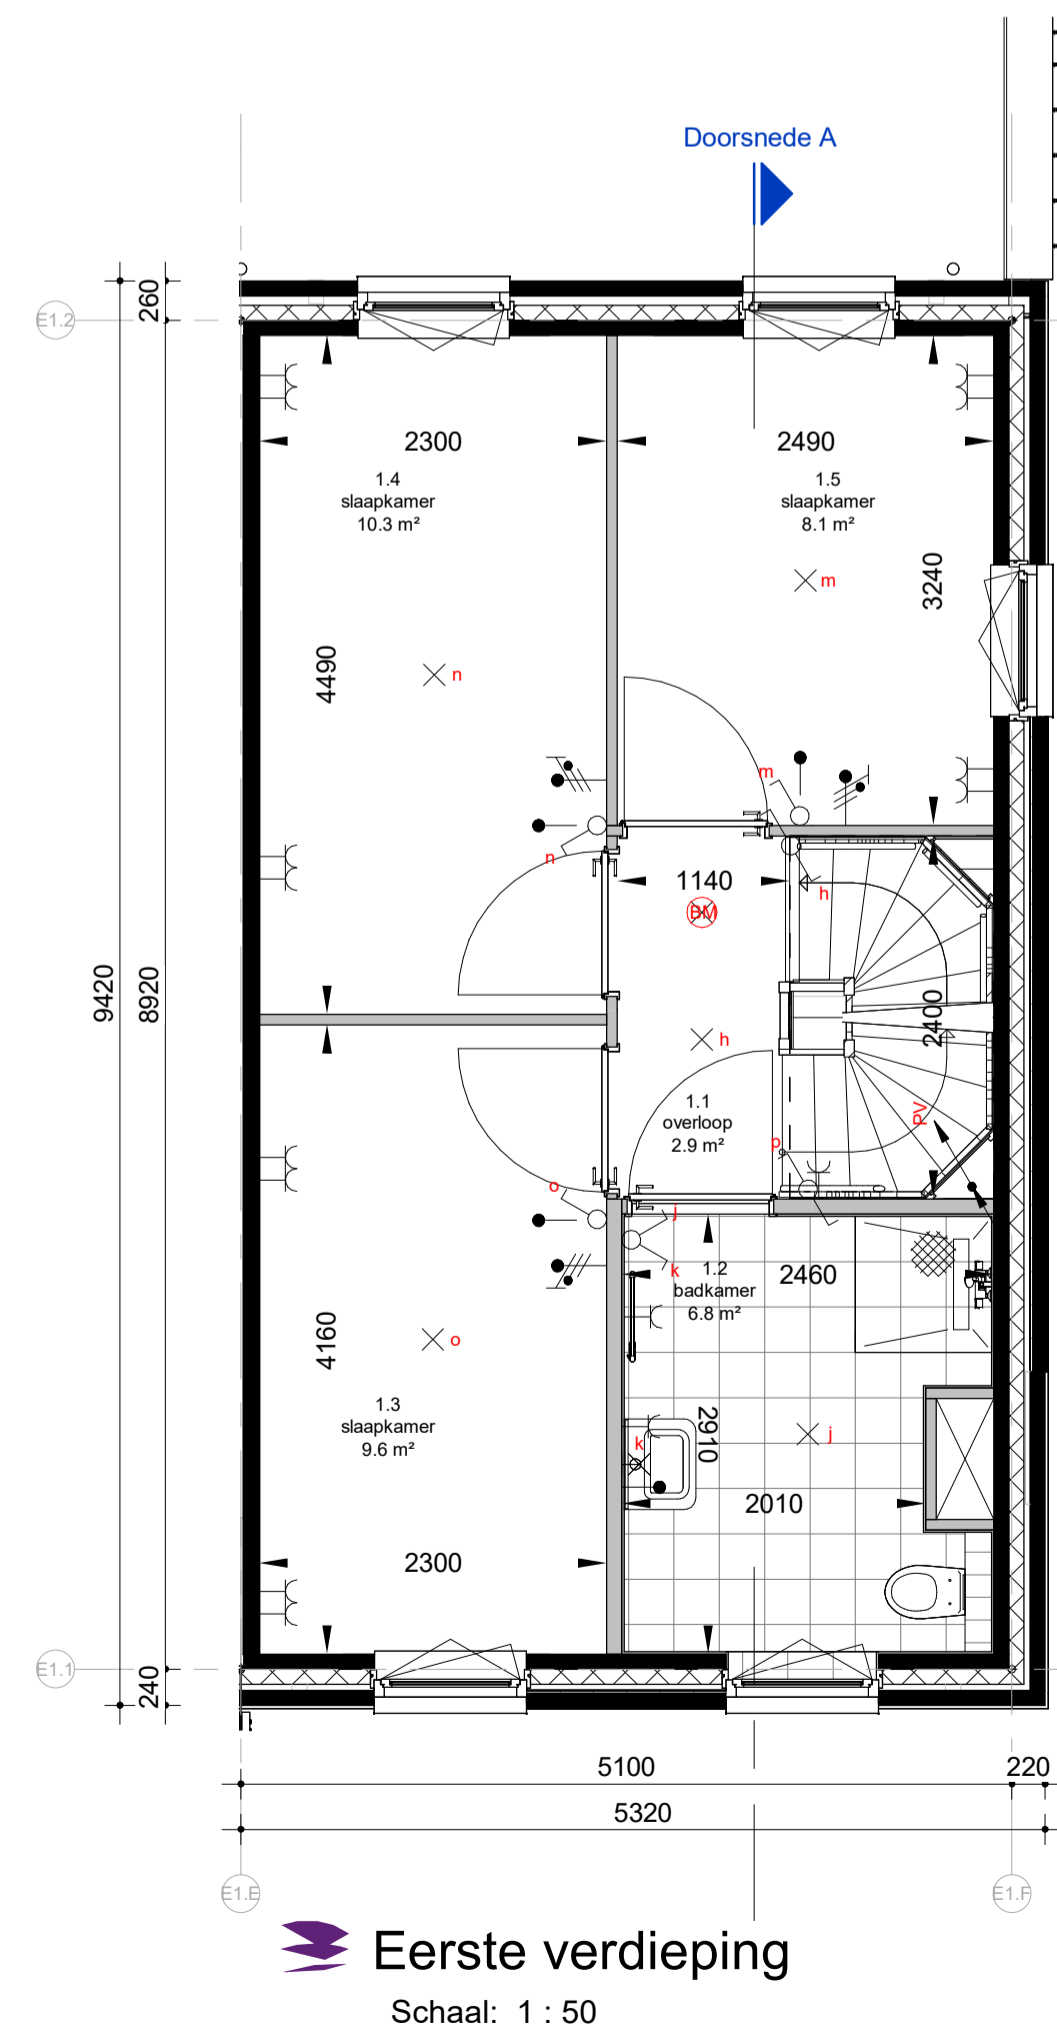 Doorsnede A
260
E1.2
2300
2490
1.4
slaapkamer
10.3 m²
1.5
slaapkamer
8.1 m²
m
3240
n
4490
m
n
h
1140
BM
9420
8920
2400
h
1.1
overloop
2.9 m²
PV
p
o
j
k
1.2
badkamer
6.8 m²
2460
4160
o
1.3
slaapkamer
9.6 m²
2910
j
k
2010
2300
E1.1
240
5100
220
5320
E1.E
E1.F
Eerste verdieping
Schaal: 1 : 50